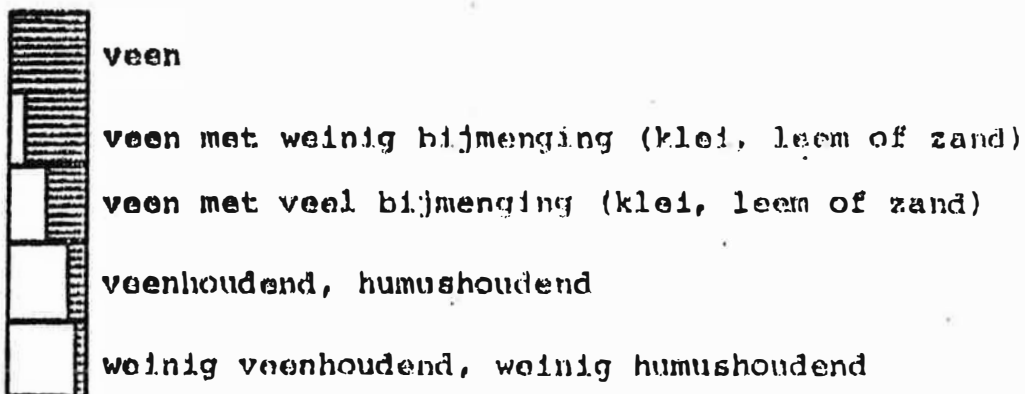 veen
veen met weinig bijmenging (klei, leem of zand)
veen met veel bijmenging (klei, leem of zand)
veenhoudend, humushoudend
weinig veenhoudend, weinig humushoudend